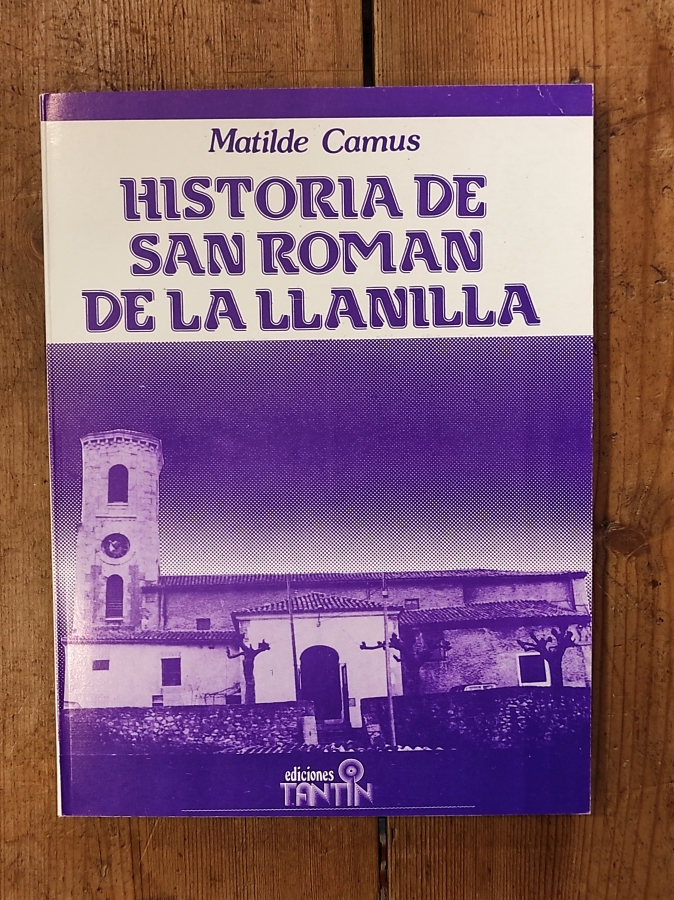 Matilde Camus
HISTORIA DE
SAN ROMAN
DE LA LLANILLA
ediciones
TANTIN